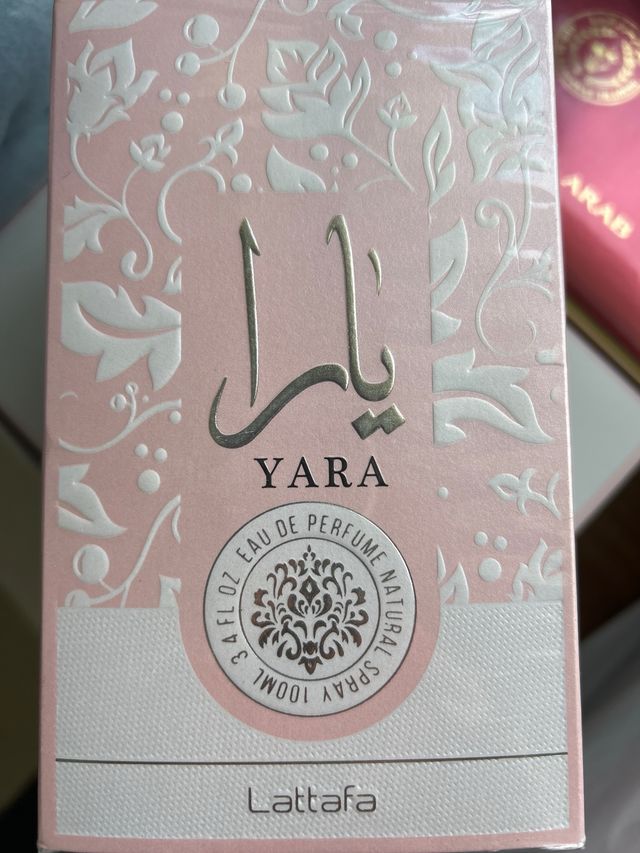 ARAB
يارا
YARA
EAU DE PERFUME NATURAL SPRAY 100ML 3 4 FL OZ
Lattafa